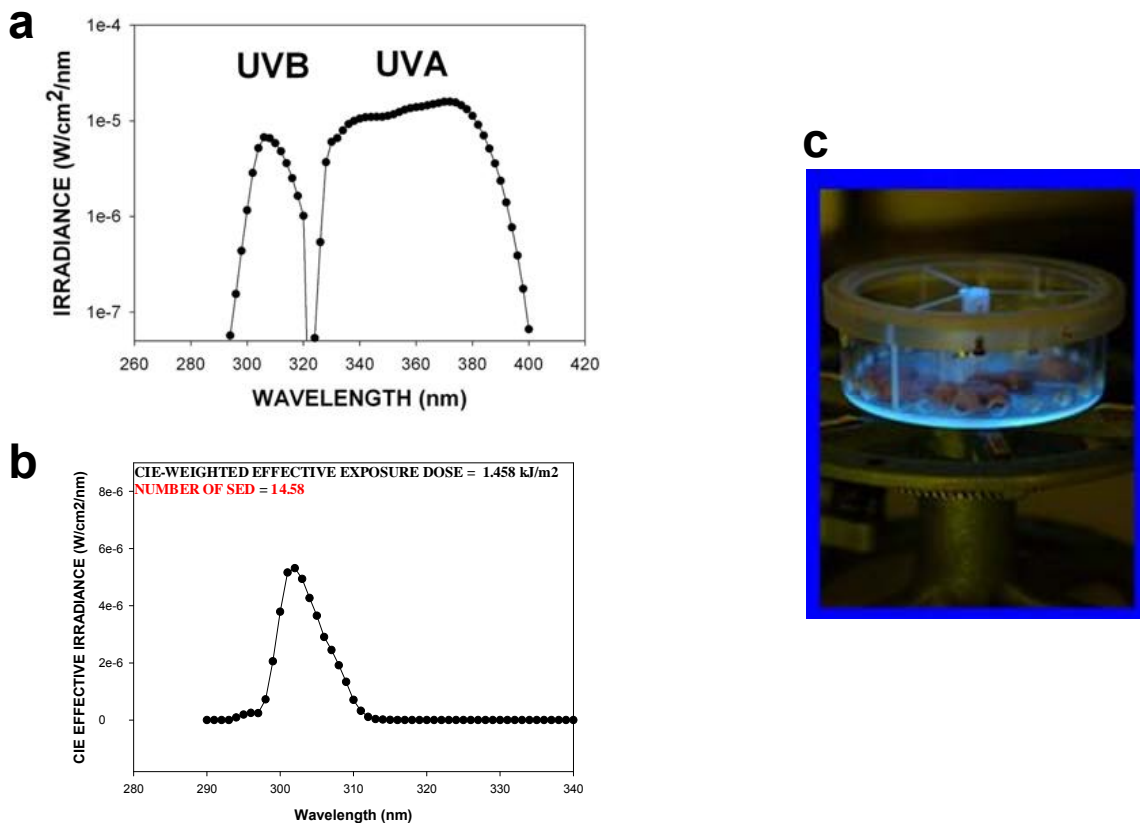 a
1e-4
1e-5
1e-6
1e-7
UVB UVA
IRRADIANCE (W/cm2/nm)
260 280 300 320 340 360 380 400 420
WAVELENGTH (nm)
c
b
CIE-WEIGHTED EFFECTIVE EXPOSURE DOSE = 1.458 kJ/m2
NUMBER OF SED = 14.58
8e-6
6e-6
4e-6
2e-6
0
CIE EFFECTIVE IRRADIANCE (W/cm2/nm)
280 290 300 310 320 330 340
Wavelength (nm)